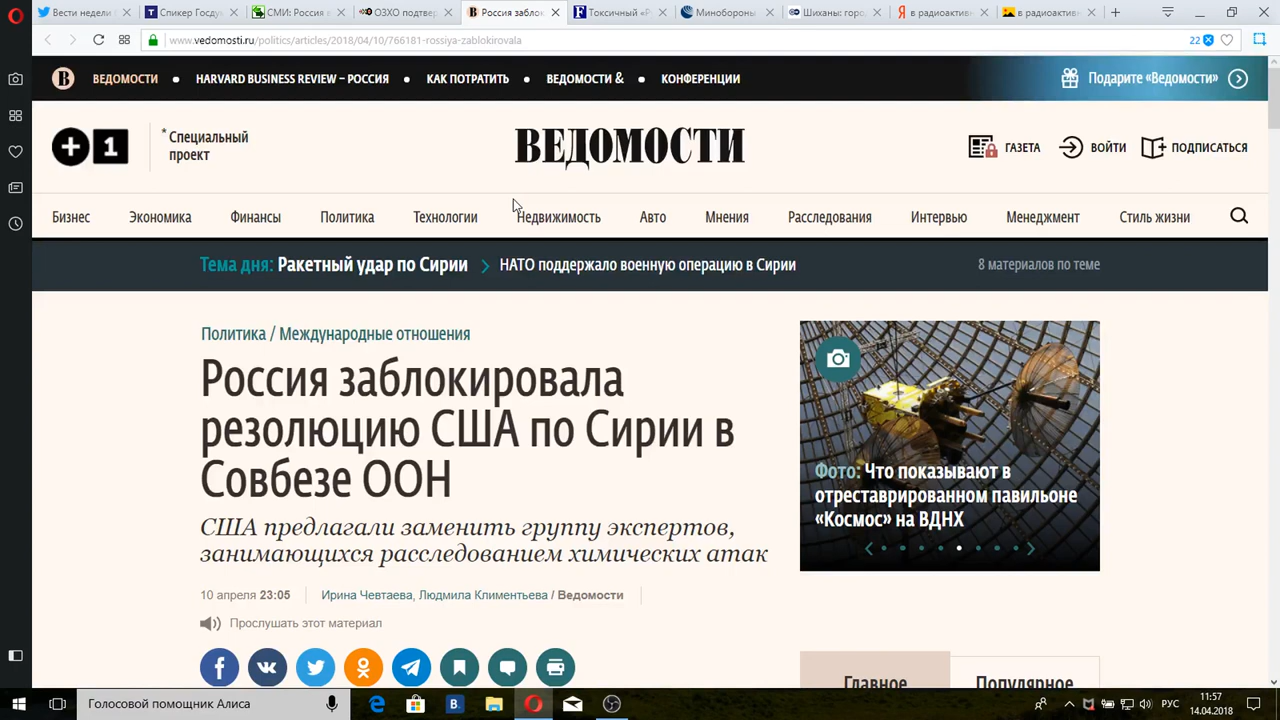 Вести недели
Спикер Госду
СМИ: Россия
ОЗХО подтвер
Россия заблок
Токсичный «Р
Минобороны
Шиханы: горо
в радиоактивн
в радиоактивн
www.vedomosti.ru/politics/articles/2018/04/10/766181-rossiya-zablokirovala
22
ВЕДОМОСТИ • HARVARD BUSINESS REVIEW – РОССИЯ • КАК ПОТРАТИТЬ • ВЕДОМОСТИ & • КОНФЕРЕНЦИИ
Подарите «Ведомости»
+1
* Специальный
проект
ВЕДОМОСТИ
ГАЗЕТА
ВОЙТИ
ПОДПИСАТЬСЯ
Бизнес Экономика Финансы Политика Технологии Недвижимость Авто Мнения Расследования Интервью Менеджмент Стиль жизни
Тема дня: Ракетный удар по Сирии НАТО поддержало военную операцию в Сирии 8 материалов по теме
Политика / Международные отношения
Россия заблокировала
резолюцию США по Сирии в
Совбезе ООН
США предлагали заменить группу экспертов,
занимающихся расследованием химических атак
10 апреля 23:05 Ирина Чевтаева, Людмила Климентьева / Ведомости
Прослушать этот материал
Фото: Что показывают в
отреставрированном павильоне
«Космос» на ВДНХ
Главное Популярное
Голосовой помощник Алиса
РУС
11:57
14.04.2018